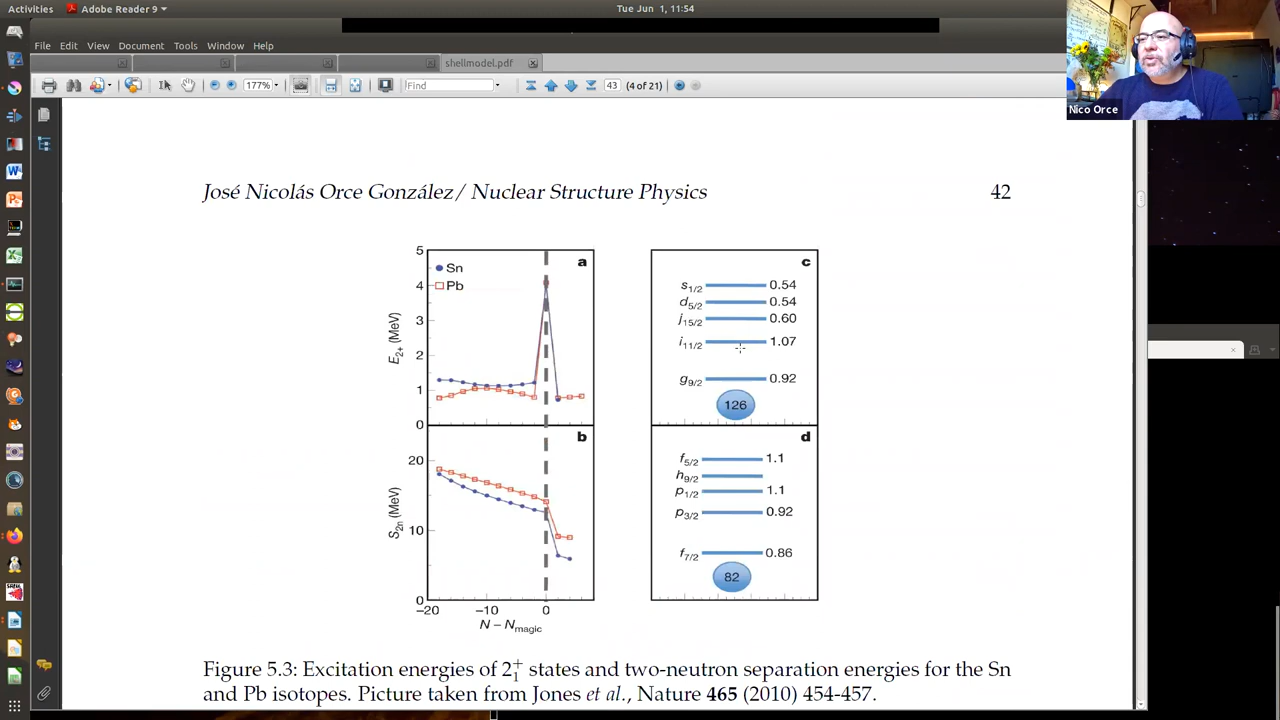 Activities
Adobe Reader 9
Tue Jun 1, 11:54
File Edit View Document Tools Window Help
shellmodel.pdf
177%
Find
43 (4 of 21)
Nico Orce
José Nicolás Orce González/ Nuclear Structure Physics 42
5
4
3
2
1
0
E2+ (MeV)
Sn
Pb
a
20
10
0
S2n (MeV)
b
−20 −10 0
N − Nmagic
c
s1/2 0.54
d5/2 0.54
j15/2 0.60
i11/2 1.07
g9/2 0.92
126
d
f5/2 1.1
h9/2
p1/2 1.1
p3/2 0.92
f7/2 0.86
82
Figure 5.3: Excitation energies of 2₁⁺ states and two-neutron separation energies for the Sn
and Pb isotopes. Picture taken from Jones et al., Nature 465 (2010) 454-457.